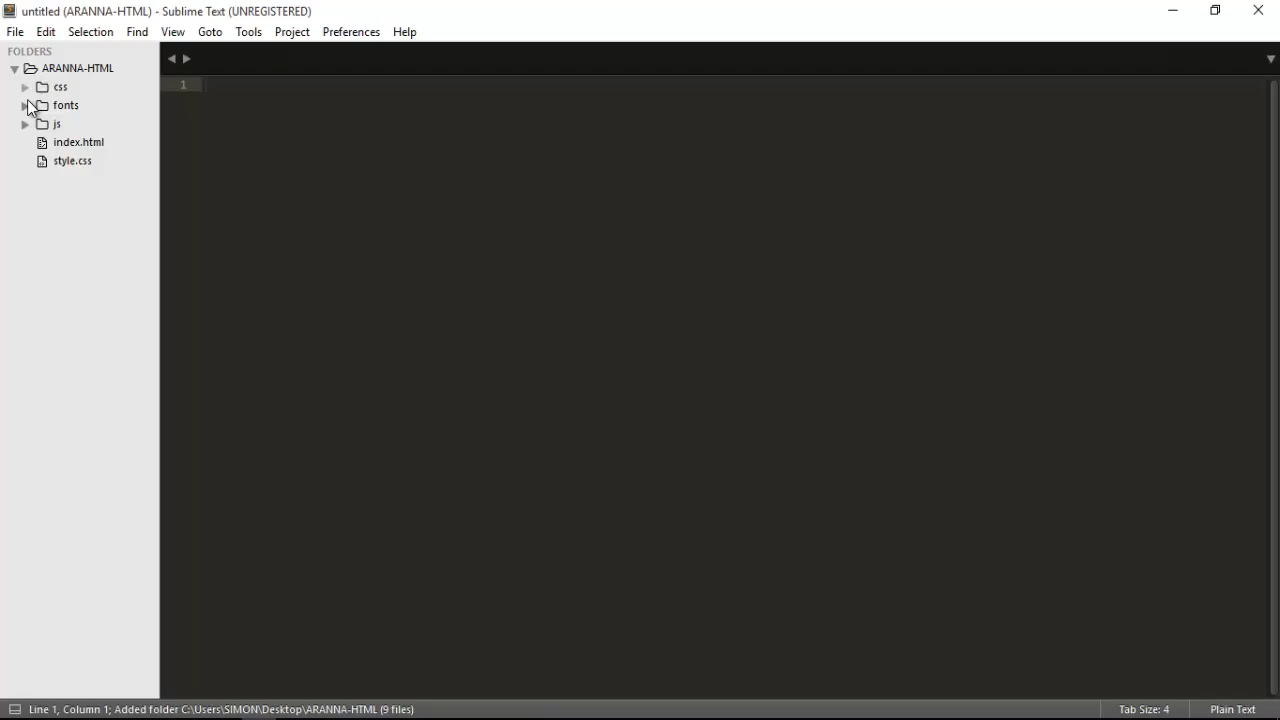 untitled (ARANNA-HTML) - Sublime Text (UNREGISTERED)
File Edit Selection Find View Goto Tools Project Preferences Help
FOLDERS
ARANNA-HTML
css
fonts
js
index.html
style.css
1
Line 1, Column 1; Added folder C:\Users\SIMON\Desktop\ARANNA-HTML (9 files) Tab Size: 4 Plain Text